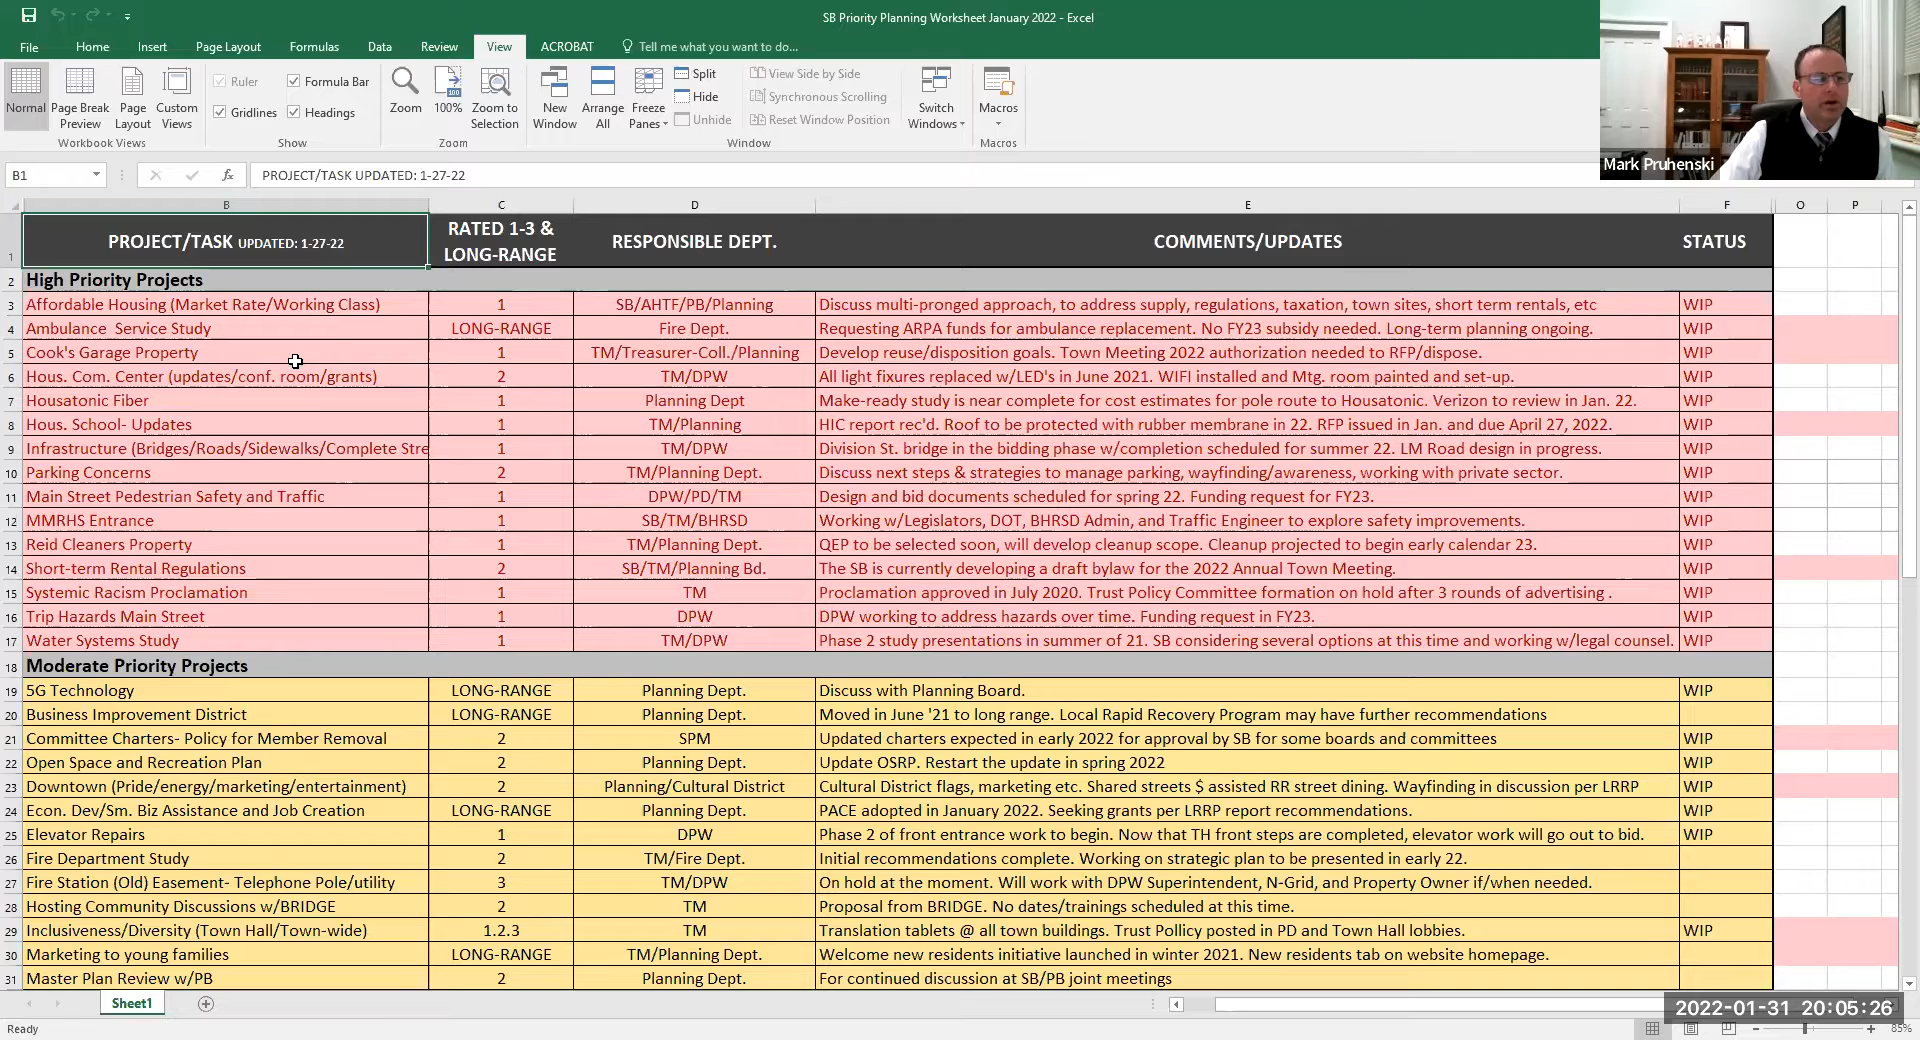 SB Priority Planning Worksheet January 2022 - Excel
File Home Insert Page Layout Formulas Data Review View ACROBAT Tell me what you want to do...
Normal Page Break Preview Page Layout Custom Views
Workbook Views
Ruler Formula Bar
Gridlines Headings
Show
Zoom 100% Zoom to Selection
Zoom
New Window Arrange All Freeze Panes
Split
Hide
Unhide
View Side by Side
Synchronous Scrolling
Reset Window Position
Switch Windows
Window
Macros
Macros
Mark Pruhenski
B1 fx PROJECT/TASK UPDATED: 1-27-22
B C D E F O P
1 PROJECT/TASK UPDATED: 1-27-22 RATED 1-3 & LONG-RANGE RESPONSIBLE DEPT. COMMENTS/UPDATES STATUS
2 High Priority Projects
3 Affordable Housing (Market Rate/Working Class) 1 SB/AHTF/PB/Planning Discuss multi-pronged approach, to address supply, regulations, taxation, town sites, short term rentals, etc WIP
4 Ambulance Service Study LONG-RANGE Fire Dept. Requesting ARPA funds for ambulance replacement. No FY23 subsidy needed. Long-term planning ongoing. WIP
5 Cook's Garage Property 1 TM/Treasurer-Coll./Planning Develop reuse/disposition goals. Town Meeting 2022 authorization needed to RFP/dispose. WIP
6 Hous. Com. Center (updates/conf. room/grants) 2 TM/DPW All light fixures replaced w/LED's in June 2021. WIFI installed and Mtg. room painted and set-up. WIP
7 Housatonic Fiber 1 Planning Dept Make-ready study is near complete for cost estimates for pole route to Housatonic. Verizon to review in Jan. 22. WIP
8 Hous. School- Updates 1 TM/Planning HIC report rec'd. Roof to be protected with rubber membrane in 22. RFP issued in Jan. and due April 27, 2022. WIP
9 Infrastructure (Bridges/Roads/Sidewalks/Complete Stre 1 TM/DPW Division St. bridge in the bidding phase w/completion scheduled for summer 22. LM Road design in progress. WIP
10 Parking Concerns 2 TM/Planning Dept. Discuss next steps & strategies to manage parking, wayfinding/awareness, working with private sector. WIP
11 Main Street Pedestrian Safety and Traffic 1 DPW/PD/TM Design and bid documents scheduled for spring 22. Funding request for FY23. WIP
12 MMRHS Entrance 1 SB/TM/BHRSD Working w/Legislators, DOT, BHRSD Admin, and Traffic Engineer to explore safety improvements. WIP
13 Reid Cleaners Property 1 TM/Planning Dept. QEP to be selected soon, will develop cleanup scope. Cleanup projected to begin early calendar 23. WIP
14 Short-term Rental Regulations 2 SB/TM/Planning Bd. The SB is currently developing a draft bylaw for the 2022 Annual Town Meeting. WIP
15 Systemic Racism Proclamation 1 TM Proclamation approved in July 2020. Trust Policy Committee formation on hold after 3 rounds of advertising . WIP
16 Trip Hazards Main Street 1 DPW DPW working to address hazards over time. Funding request in FY23. WIP
17 Water Systems Study 1 TM/DPW Phase 2 study presentations in summer of 21. SB considering several options at this time and working w/legal counsel. WIP
18 Moderate Priority Projects
19 5G Technology LONG-RANGE Planning Dept. Discuss with Planning Board. WIP
20 Business Improvement District LONG-RANGE Planning Dept. Moved in June '21 to long range. Local Rapid Recovery Program may have further recommendations
21 Committee Charters- Policy for Member Removal 2 SPM Updated charters expected in early 2022 for approval by SB for some boards and committees WIP
22 Open Space and Recreation Plan 2 Planning Dept. Update OSRP. Restart the update in spring 2022 WIP
23 Downtown (Pride/energy/marketing/entertainment) 2 Planning/Cultural District Cultural District flags, marketing etc. Shared streets $ assisted RR street dining. Wayfinding in discussion per LRRP WIP
24 Econ. Dev/Sm. Biz Assistance and Job Creation LONG-RANGE Planning Dept. PACE adopted in January 2022. Seeking grants per LRRP report recommendations. WIP
25 Elevator Repairs 1 DPW Phase 2 of front entrance work to begin. Now that TH front steps are completed, elevator work will go out to bid. WIP
26 Fire Department Study 2 TM/Fire Dept. Initial recommendations complete. Working on strategic plan to be presented in early 22.
27 Fire Station (Old) Easement- Telephone Pole/utility 3 TM/DPW On hold at the moment. Will work with DPW Superintendent, N-Grid, and Property Owner if/when needed.
28 Hosting Community Discussions w/BRIDGE 2 TM Proposal from BRIDGE. No dates/trainings scheduled at this time.
29 Inclusiveness/Diversity (Town Hall/Town-wide) 1.2.3 TM Translation tablets @ all town buildings. Trust Pollicy posted in PD and Town Hall lobbies. WIP
30 Marketing to young families LONG-RANGE TM/Planning Dept. Welcome new residents initiative launched in winter 2021. New residents tab on website homepage.
31 Master Plan Review w/PB 2 Planning Dept. For continued discussion at SB/PB joint meetings
Sheet1
2022-01-31 20:05:26
Ready 85%